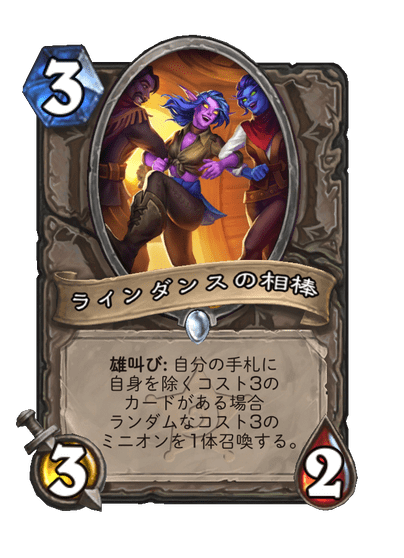 3
ラインダンスの相棒
雄叫び: 自分の手札に
自身を除くコスト3の
カードがある場合
ランダムなコスト3の
ミニオンを1体召喚する。
3
2